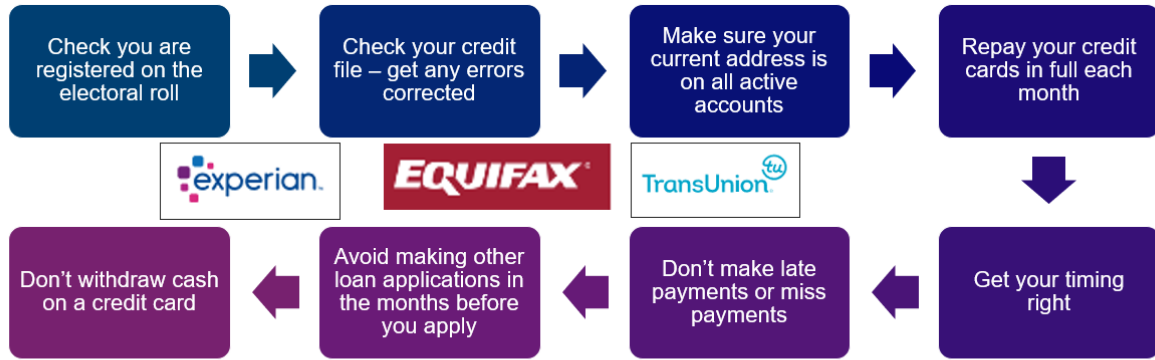 Check you are
registered on the
electoral roll
Check your credit
file – get any errors
corrected
Make sure your
current address is
on all active
accounts
Repay your credit
cards in full each
month
experian™
EQUIFAX
TransUnion
tu
Get your timing
right
Don't make late
payments or miss
payments
Avoid making other
loan applications in
the months before
you apply
Don't withdraw cash
on a credit card